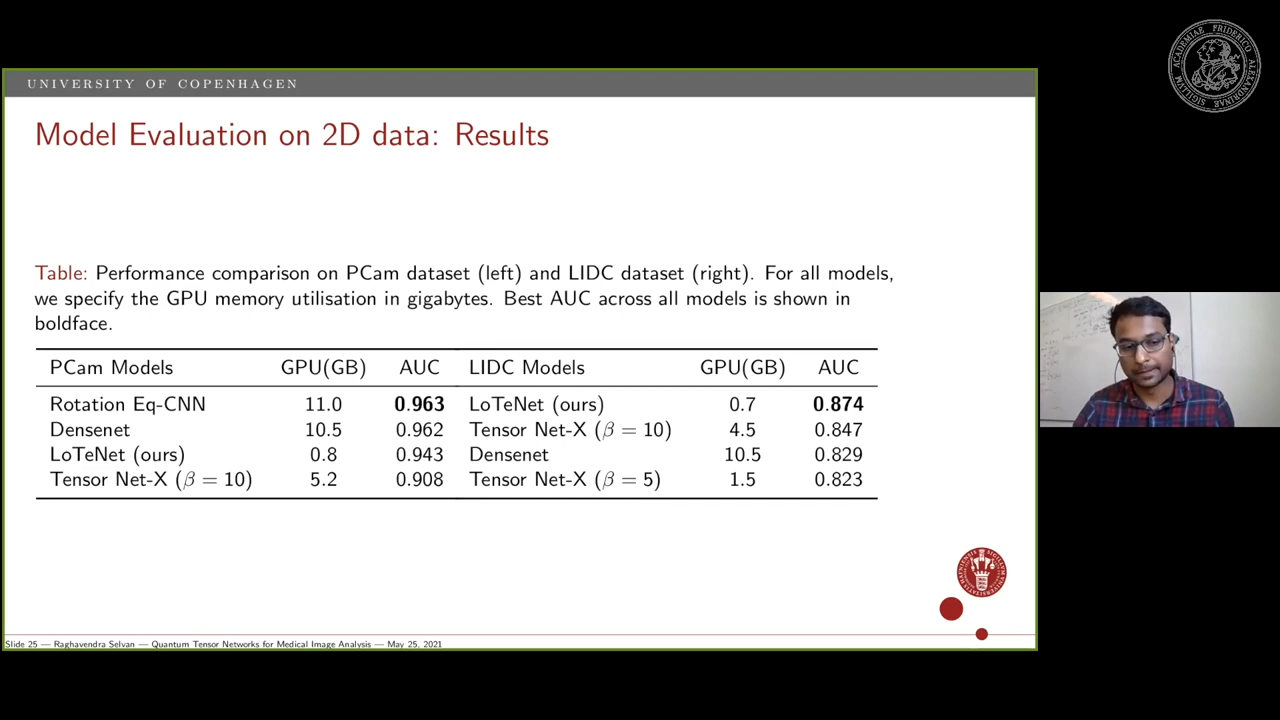 UNIVERSITY OF COPENHAGEN
Model Evaluation on 2D data: Results
Table: Performance comparison on PCam dataset (left) and LIDC dataset (right). For all models,
we specify the GPU memory utilisation in gigabytes. Best AUC across all models is shown in
boldface.
PCam Models GPU(GB) AUC LIDC Models GPU(GB) AUC
Rotation Eq-CNN 11.0 0.963 LoTeNet (ours) 0.7 0.874
Densenet 10.5 0.962 Tensor Net-X (β = 10) 4.5 0.847
LoTeNet (ours) 0.8 0.943 Densenet 10.5 0.829
Tensor Net-X (β = 10) 5.2 0.908 Tensor Net-X (β = 5) 1.5 0.823
Slide 25 — Raghavendra Selvan — Quantum Tensor Networks for Medical Image Analysis — May 25, 2021
ACADEMIAE FRIDERICO ALEXANDRINAE SIGILLVM